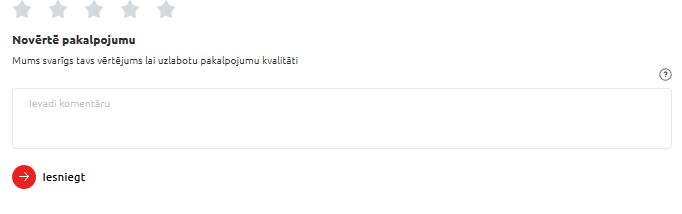 Novērtē pakalpojumu
Mums svarīgs tavs vērtējums lai uzlabotu pakalpojumu kvalitāti
?
Ievadi komentāru
Iesniegt